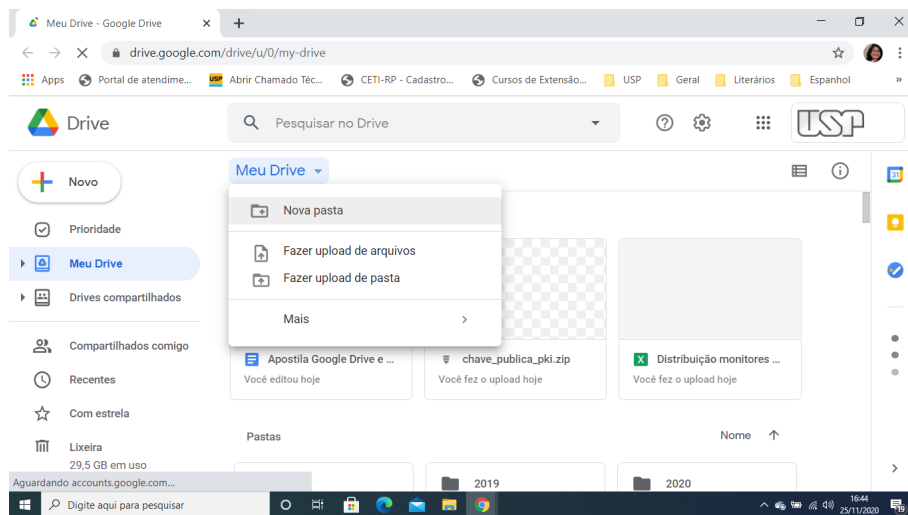 Meu Drive - Google Drive
drive.google.com/drive/u/0/my-drive
Apps Portal de atendime... USP Abrir Chamado Téc... CETI-RP - Cadastro... Cursos de Extensão... USP Geral Literários Espanhol »
Drive
Pesquisar no Drive
USP
Novo
Meu Drive
31
Nova pasta
Prioridade
Fazer upload de arquivos
Meu Drive
Fazer upload de pasta
Drives compartilhados
Mais
Compartilhados comigo
Apostila Google Drive e ... chave_publica_pki.zip X Distribuição monitores ...
Recentes
Você editou hoje Você fez o upload hoje Você fez o upload hoje
Com estrela
Pastas Nome
Lixeira
29,5 GB em uso
Aguardando accounts.google.com...
2019 2020
Digite aqui para pesquisar
16:44
25/11/2020
19